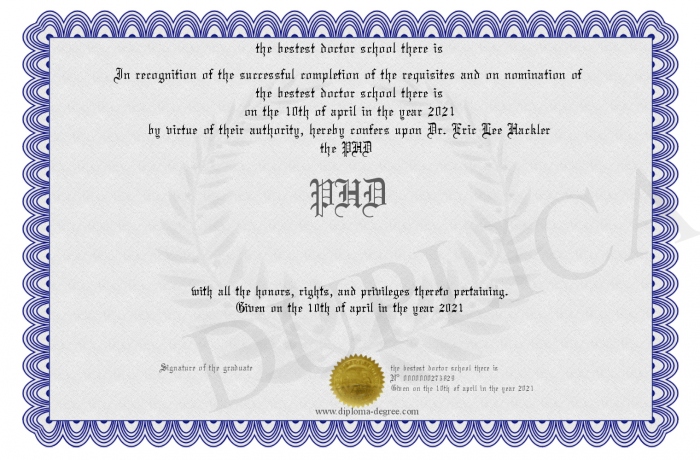 the bestest doctor school there is
In recognition of the successful completion of the requisites and on nomination of
the bestest doctor school there is
on the 10th of april in the year 2021
by virtue of their authority, hereby confers upon Dr. Eric Lee Hackler
the PHD
PHD
DUPLICA
with all the honors, rights, and privileges thereto pertaining.
Given on the 10th of april in the year 2021
Signature of the graduate
the bestest doctor school there is
Given on the 10th of april in the year 2021
www.diploma-degree.com